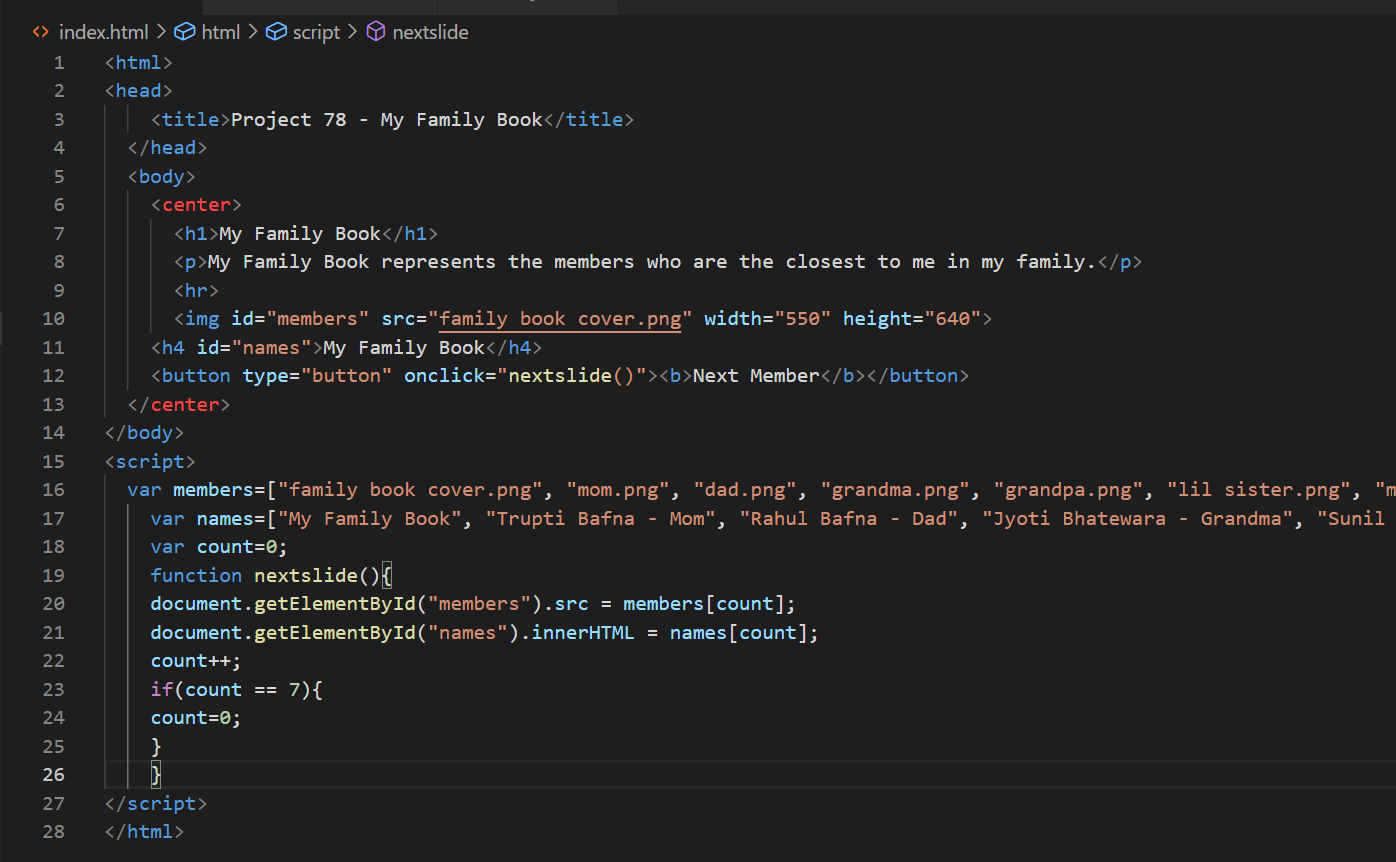 index.html > html > script > nextslide
1 <html>
2 <head>
3 <title>Project 78 - My Family Book</title>
4 </head>
5 <body>
6 <center>
7 <h1>My Family Book</h1>
8 <p>My Family Book represents the members who are the closest to me in my family.</p>
9 <hr>
10 <img id="members" src="family book cover.png" width="550" height="640">
11 <h4 id="names">My Family Book</h4>
12 <button type="button" onclick="nextslide()"><b>Next Member</b></button>
13 </center>
14 </body>
15 <script>
16 var members=["family book cover.png", "mom.png", "dad.png", "grandma.png", "grandpa.png", "lil sister.png", "m
17 var names=["My Family Book", "Trupti Bafna - Mom", "Rahul Bafna - Dad", "Jyoti Bhatewara - Grandma", "Sunil
18 var count=0;
19 function nextslide(){
20 document.getElementById("members").src = members[count];
21 document.getElementById("names").innerHTML = names[count];
22 count++;
23 if(count == 7){
24 count=0;
25 }
26 }
27 </script>
28 </html>